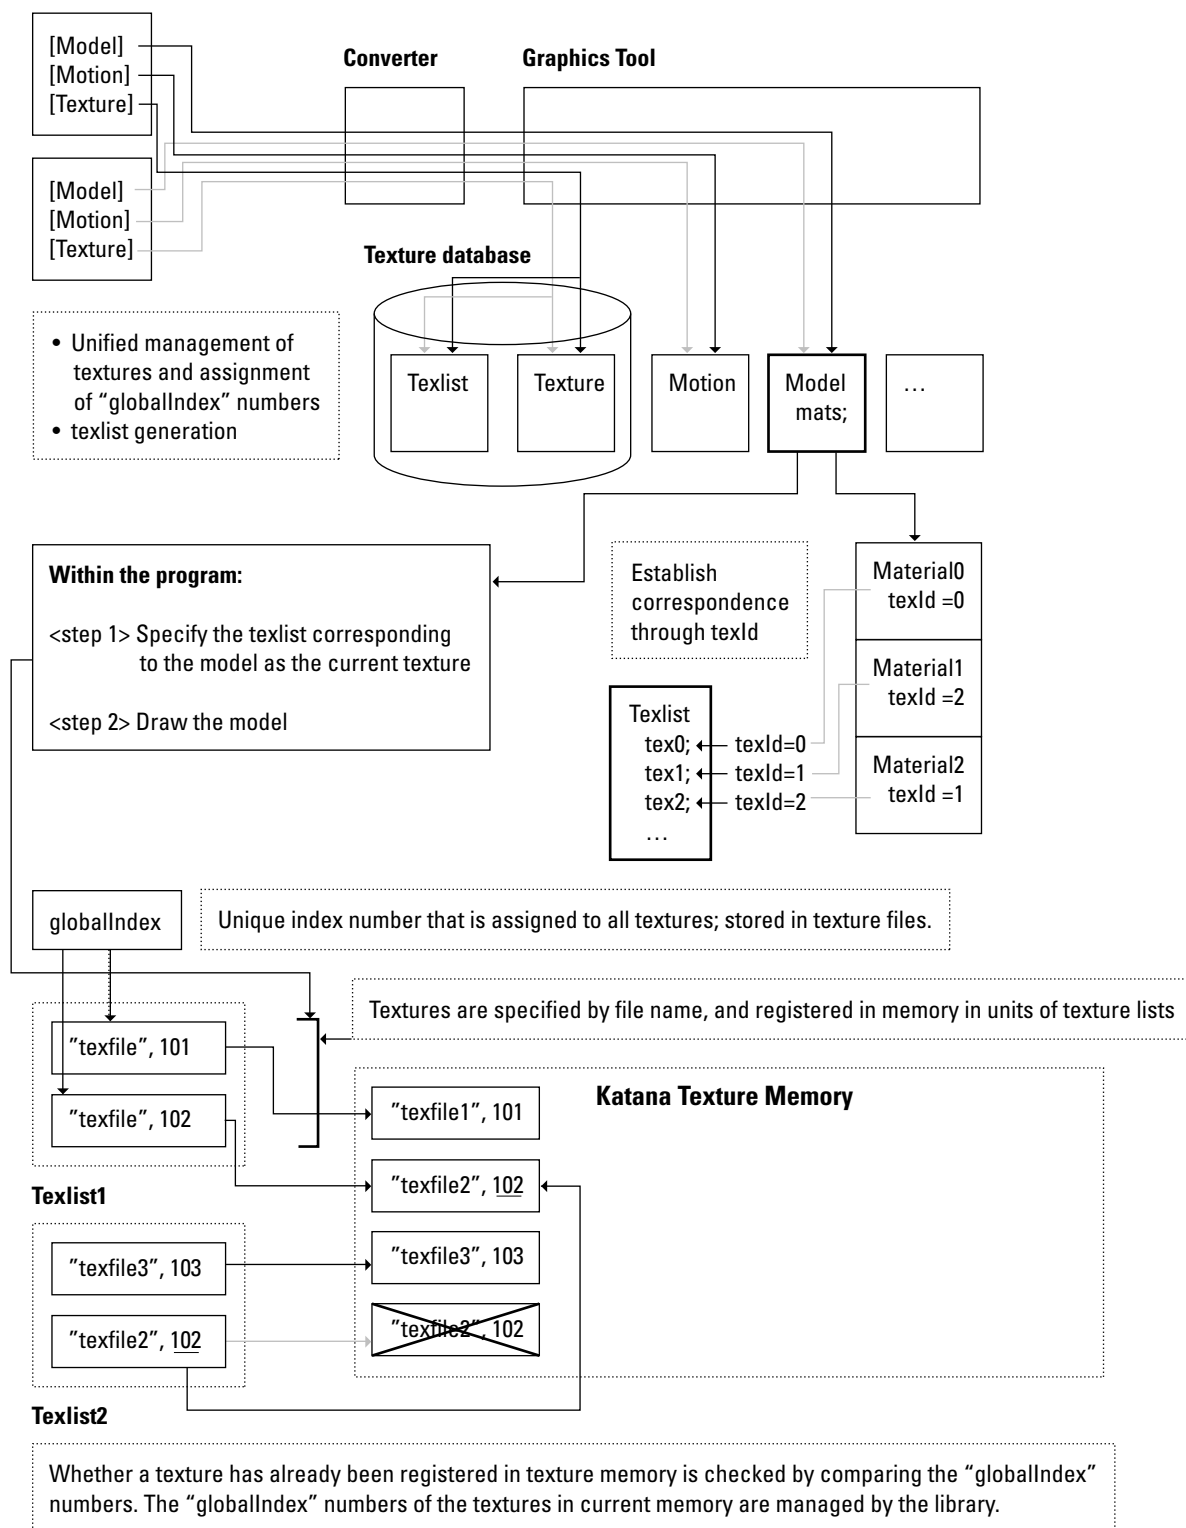 [Model]
[Motion]
[Texture]
Converter
Graphics Tool
[Model]
[Motion]
[Texture]
Texture database
• Unified management of
textures and assignment
of “globalIndex” numbers
• texlist generation
Texlist
Texture
Motion
Model
mats;
...
Within the program:
<step 1> Specify the texlist corresponding
to the model as the current texture
<step 2> Draw the model
Establish
correspondence
through texId
Material0
texId =0
Material1
texId =2
Material2
texId =1
Texlist
tex0; texId=0
tex1; texId=1
tex2; texId=2
...
globalIndex
Unique index number that is assigned to all textures; stored in texture files.
Textures are specified by file name, and registered in memory in units of texture lists
"texfile", 101
"texfile", 102
Texlist1
Katana Texture Memory
"texfile1", 101
"texfile2", 102
"texfile3", 103
"texfile2", 102
"texfile3", 103
"texfile2", 102
Texlist2
Whether a texture has already been registered in texture memory is checked by comparing the “globalIndex”
numbers. The “globalIndex” numbers of the textures in current memory are managed by the library.